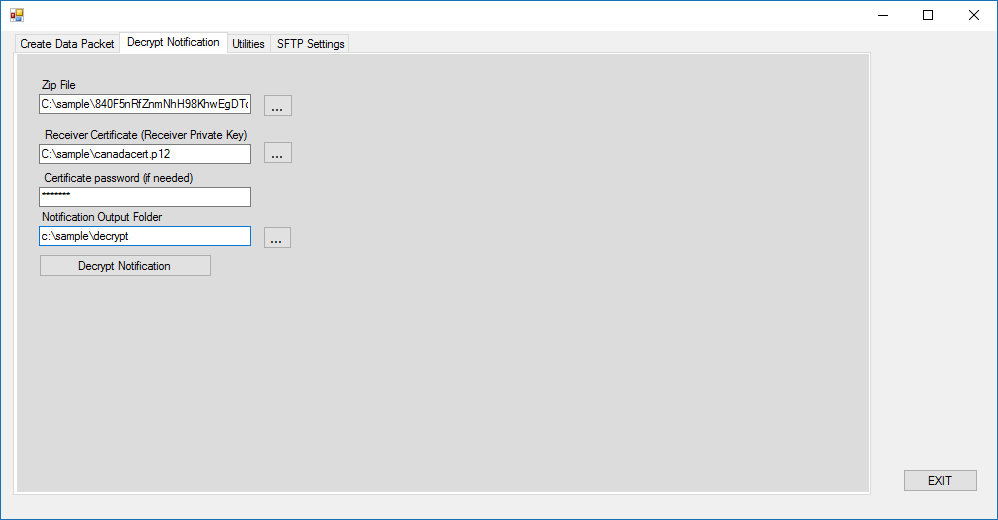 Create Data Packet Decrypt Notification Utilities SFTP Settings
Zip File
C:\sample\840F5nRfZnmNhH98KhwEgDT
...
Receiver Certificate (Receiver Private Key)
C:\sample\canadacert.p12
...
Certificate password (if needed)
*******
Notification Output Folder
c:\sample\decrypt
...
Decrypt Notification
EXIT